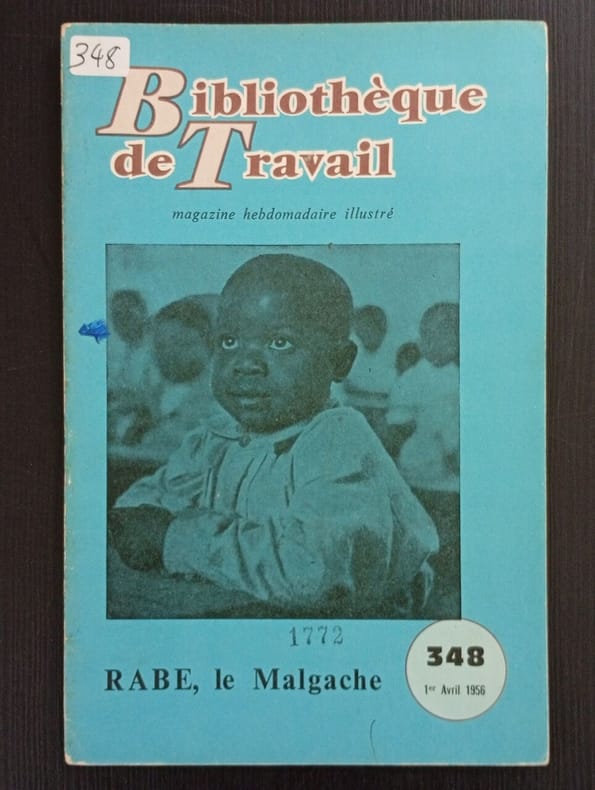 348
Bibliothèque
de Travail
magazine hebdomadaire illustré
1772
RABE, le Malgache
348
1er Avril 1956